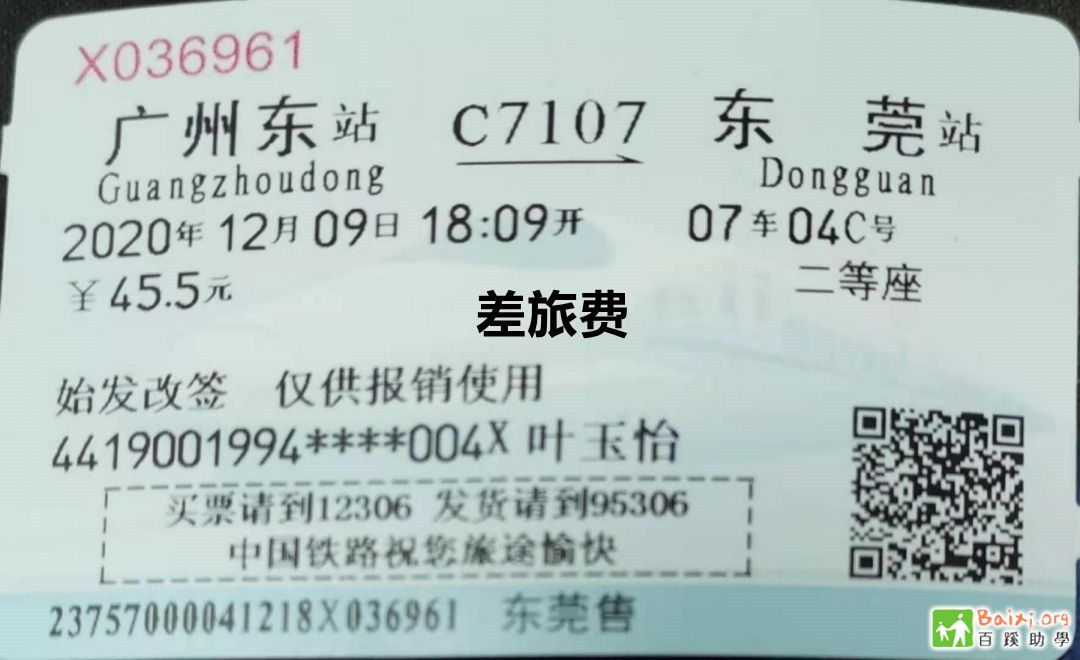 X036961
广州东站 C7107 东莞站
Guangzhoudong Dongguan
2020年12月09日 18:09开 07车04C号
¥45.5元 二等座
差旅费
始发改签 仅供报销使用
4419001994****004X 叶玉怡
买票请到12306 发货请到95306
中国铁路祝您旅途愉快
23757000041218X036961 东莞售
Baixi.org
百蹊助學